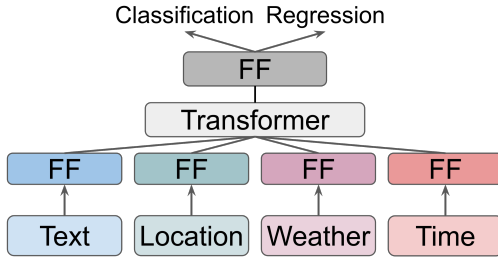 Classification Regression
FF
Transformer
FF FF FF FF
Text Location Weather Time